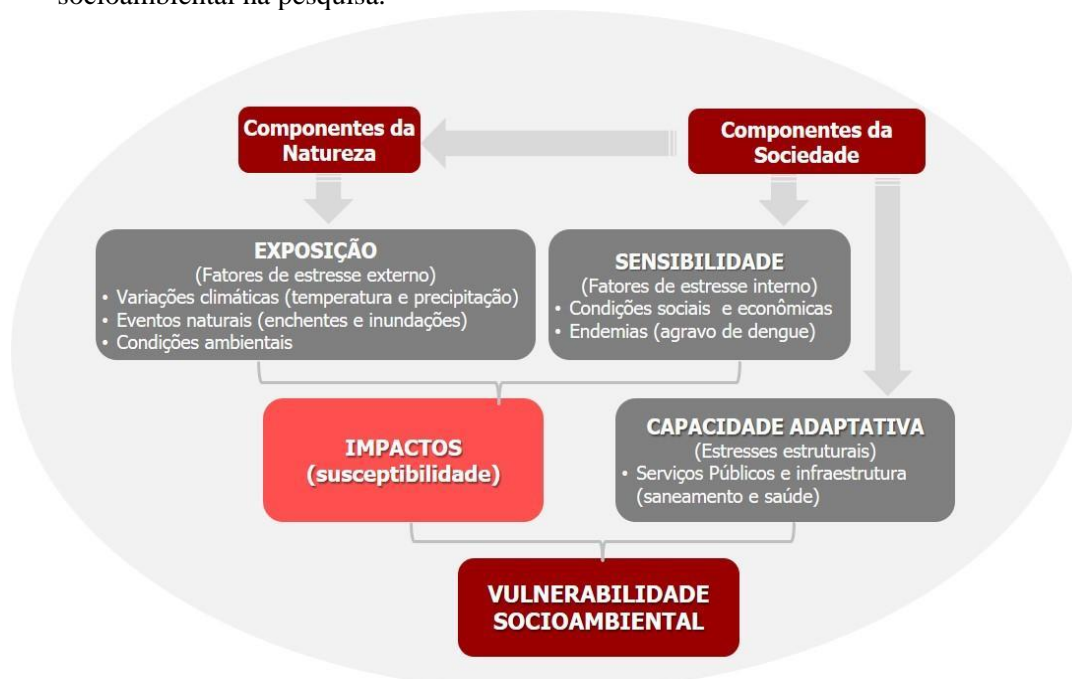 socioambiental na pesquisa.
Componentes da
Natureza
Componentes da
Sociedade
EXPOSIÇÃO
(Fatores de estresse externo)
• Variações climáticas (temperatura e precipitação)
• Eventos naturais (enchentes e inundações)
• Condições ambientais
SENSIBILIDADE
(Fatores de estresse interno)
• Condições sociais e econômicas
• Endemias (agravo de dengue)
IMPACTOS
(susceptibilidade)
CAPACIDADE ADAPTATIVA
(Estresses estruturais)
• Serviços Públicos e infraestrutura
(saneamento e saúde)
VULNERABILIDADE
SOCIOAMBIENTAL